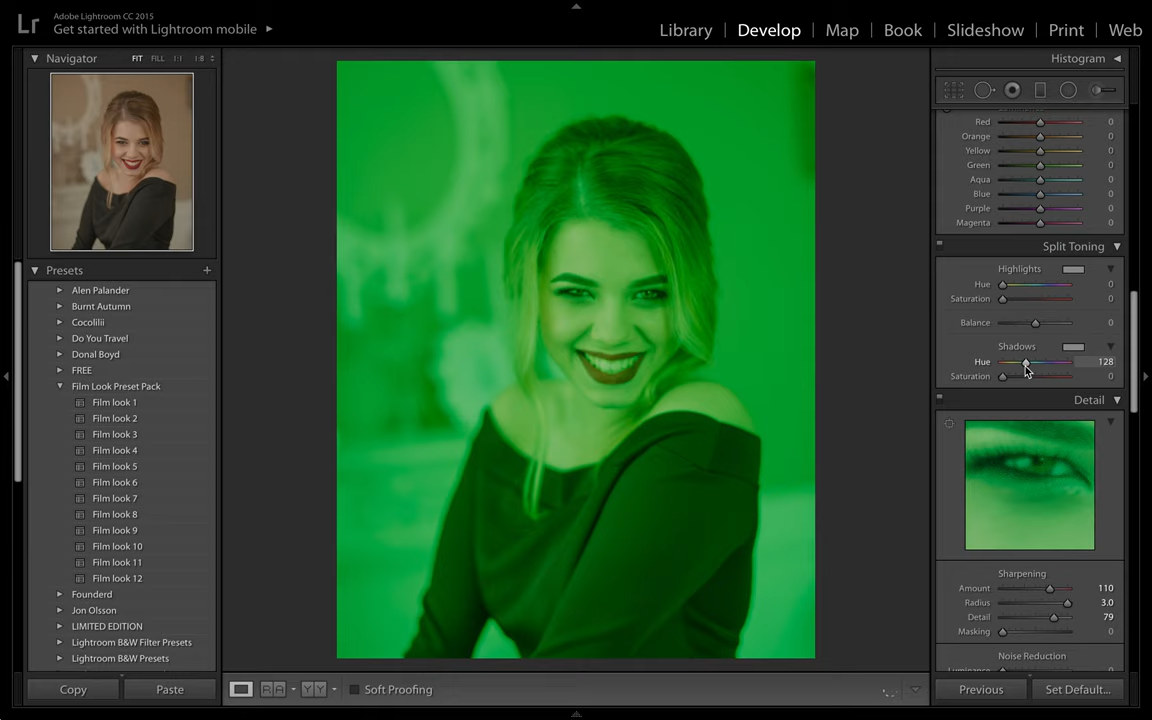 Lr
Adobe Lightroom CC 2015
Get started with Lightroom mobile
Library | Develop | Map | Book | Slideshow | Print | Web
Navigator FIT FILL 1:1 1:8
Histogram
Red 0
Orange 0
Yellow 0
Green 0
Aqua 0
Blue 0
Purple 0
Magenta 0
Split Toning
Highlights
Hue 0
Saturation 0
Balance 0
Shadows
Hue 128
Saturation 0
Detail
Sharpening
Amount 110
Radius 3.0
Detail 79
Masking 0
Noise Reduction
Presets +
Alen Palander
Burnt Autumn
Cocolilii
Do You Travel
Donal Boyd
FREE
Film Look Preset Pack
Film look 1
Film look 2
Film look 3
Film look 4
Film look 5
Film look 6
Film look 7
Film look 8
Film look 9
Film look 10
Film look 11
Film look 12
Founderd
Jon Olsson
LIMITED EDITION
Lightroom B&W Filter Presets
Lightroom B&W Presets
Copy Paste
RA YY Soft Proofing
Previous Set Default...